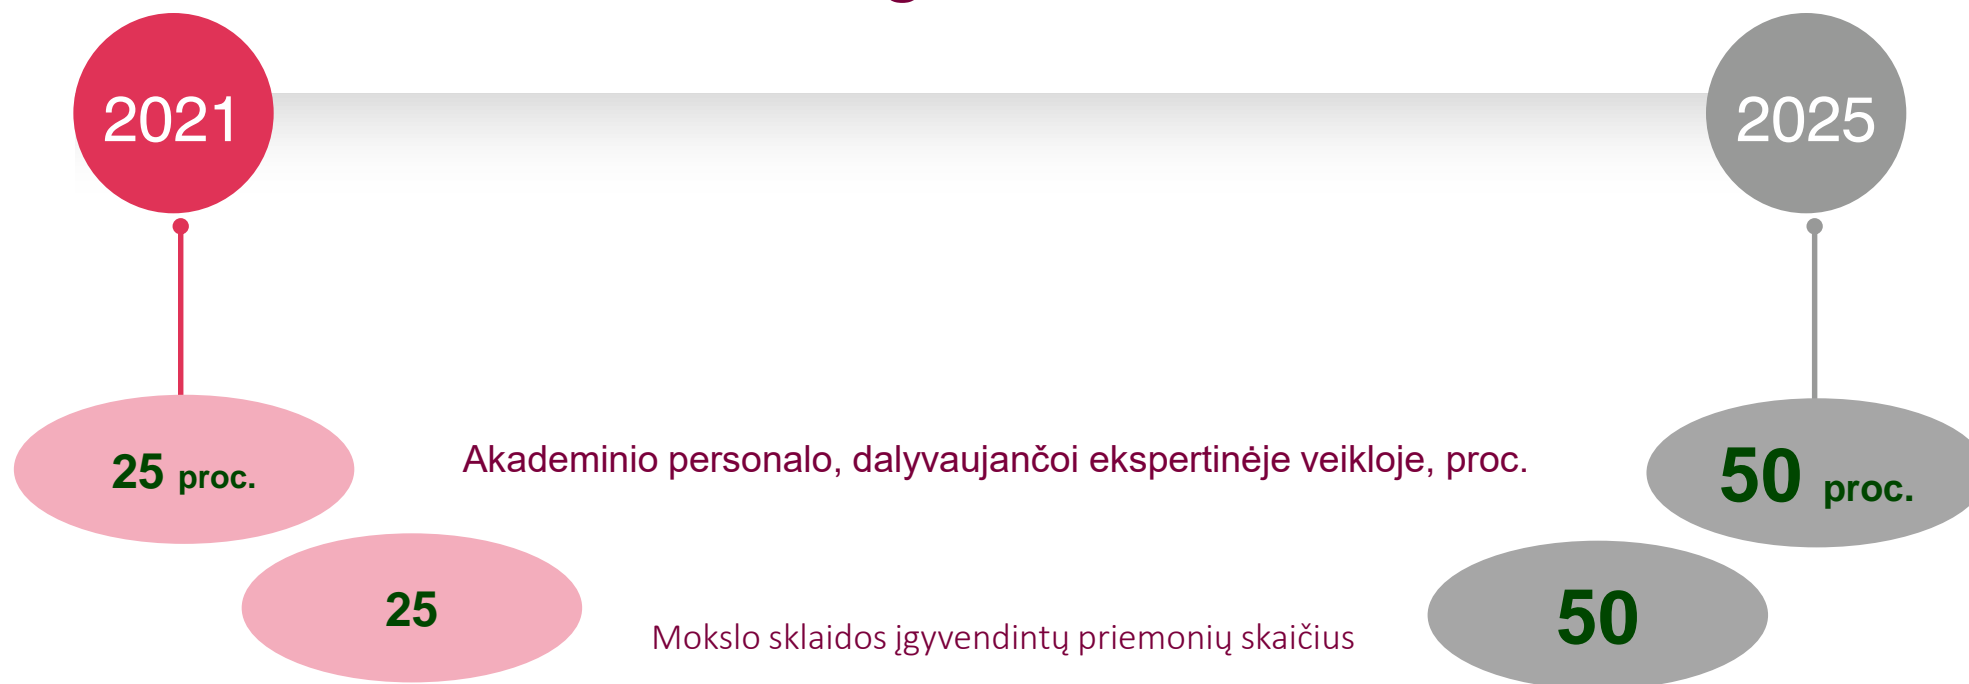 2021
2025
25 proc.
Akademinio personalo, dalyvaujančoi ekspertinėje veikloje, proc.
50 proc.
25
Mokslo sklaidos įgyvendintų priemonių skaičius
50